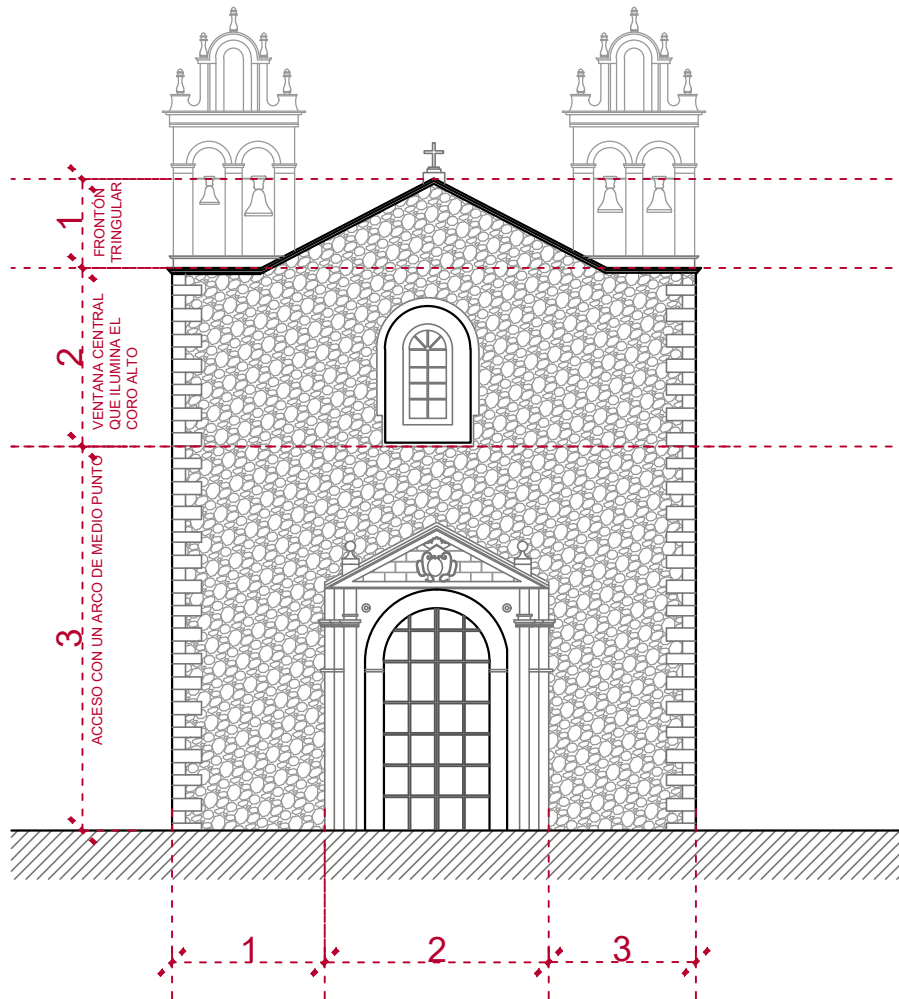 1
FRONTÓN
TRINGULAR
2
VENTANA CENTRAL
QUE ILUMINA EL
CORO ALTO
3
ACCESO CON UN ARCO DE MEDIO PUNTO
1
2
3